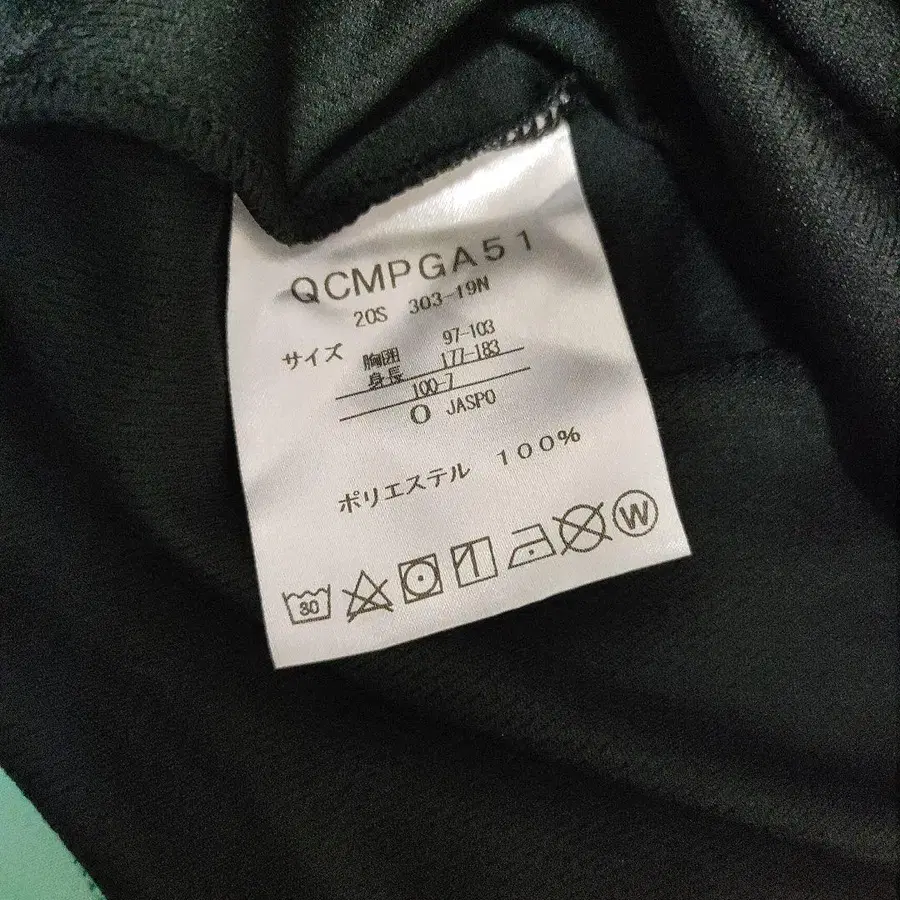 QCMPGA51
20S 303-19N
サイズ 胸囲 97-103
身長 177-183
100-7
O JASPO
ポリエステル 100%
30 W